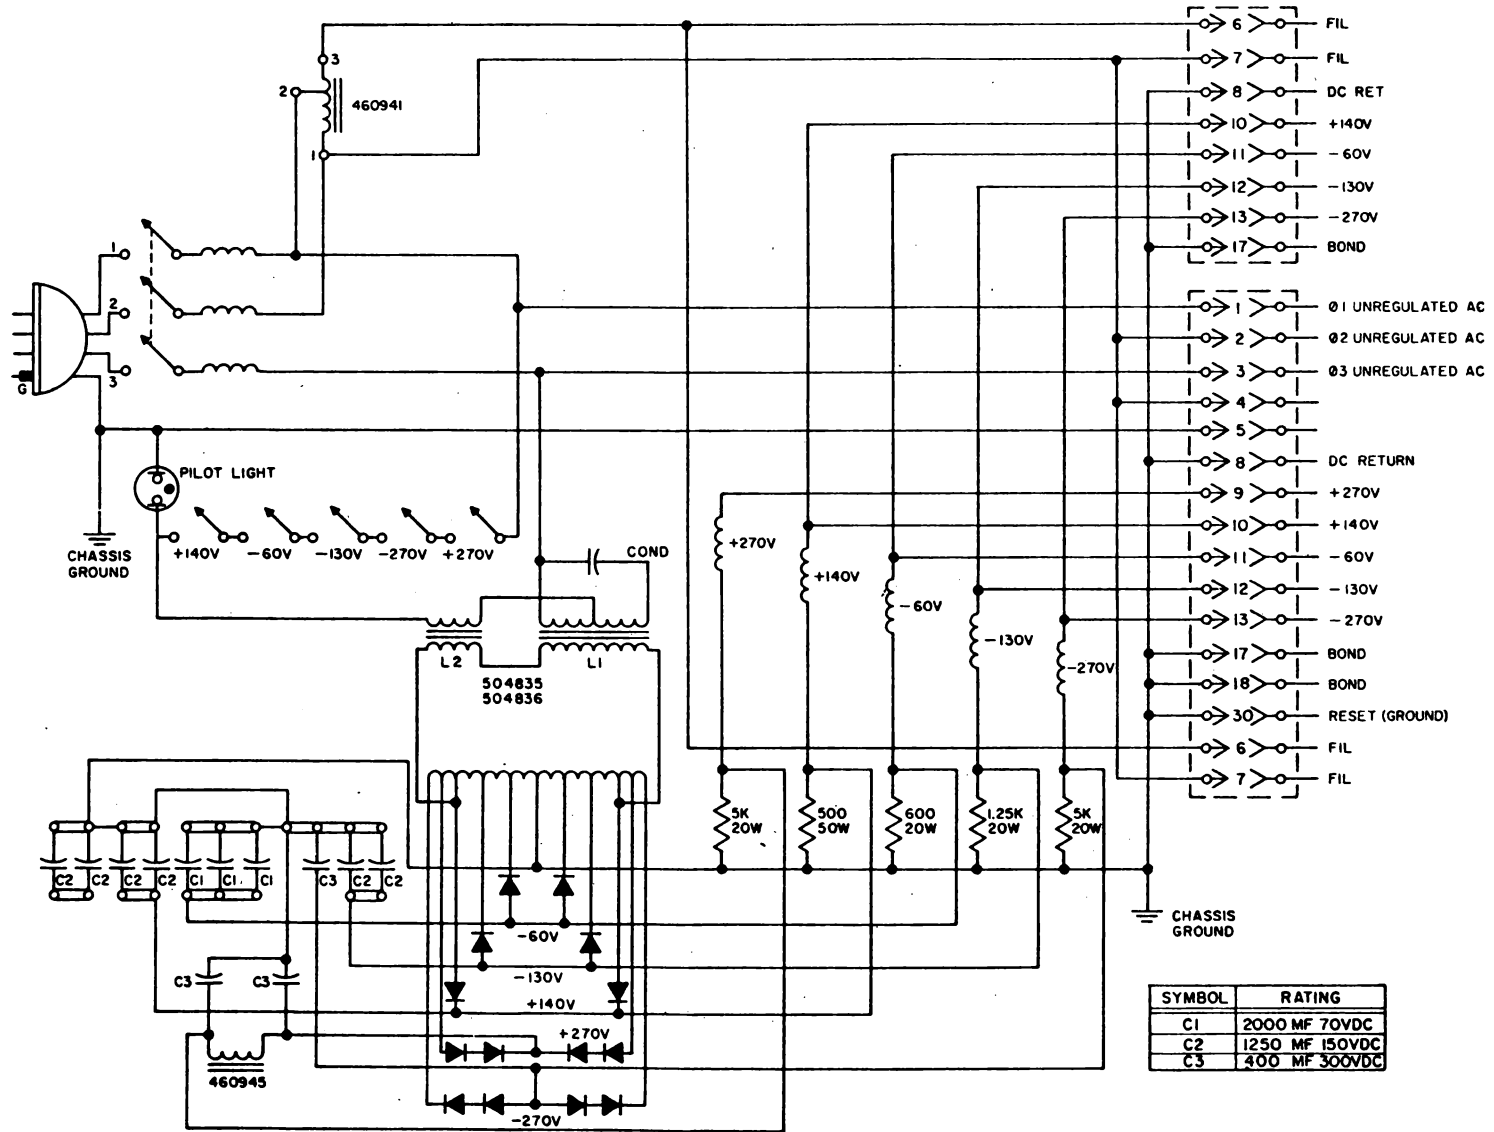 3
2
460941
1
1
2
3
G
PILOT LIGHT
+140V -60V -130V -270V +270V
CHASSIS
GROUND
COND
L2
L1
504835
504836
+270V
+140V
-60V
-130V
-270V
6 FIL
7 FIL
8 DC RET
10 +140V
11 -60V
12 -130V
13 -270V
17 BOND
1 Ø1 UNREGULATED AC
2 Ø2 UNREGULATED AC
3 Ø3 UNREGULATED AC
4
5
8 DC RETURN
9 +270V
10 +140V
11 -60V
12 -130V
13 -270V
17 BOND
18 BOND
30 RESET (GROUND)
6 FIL
7 FIL
5K
20W
500
50W
600
20W
1.25K
20W
5K
20W
C2 C2 C2 C2 C1 C1 C1 C3 C2 C2
-60V
-130V
+140V
+270V
-270V
C3 C3
460945
CHASSIS
GROUND
SYMBOL RATING
C1 2000 MF 70VDC
C2 1250 MF 150VDC
C3 400 MF 300VDC